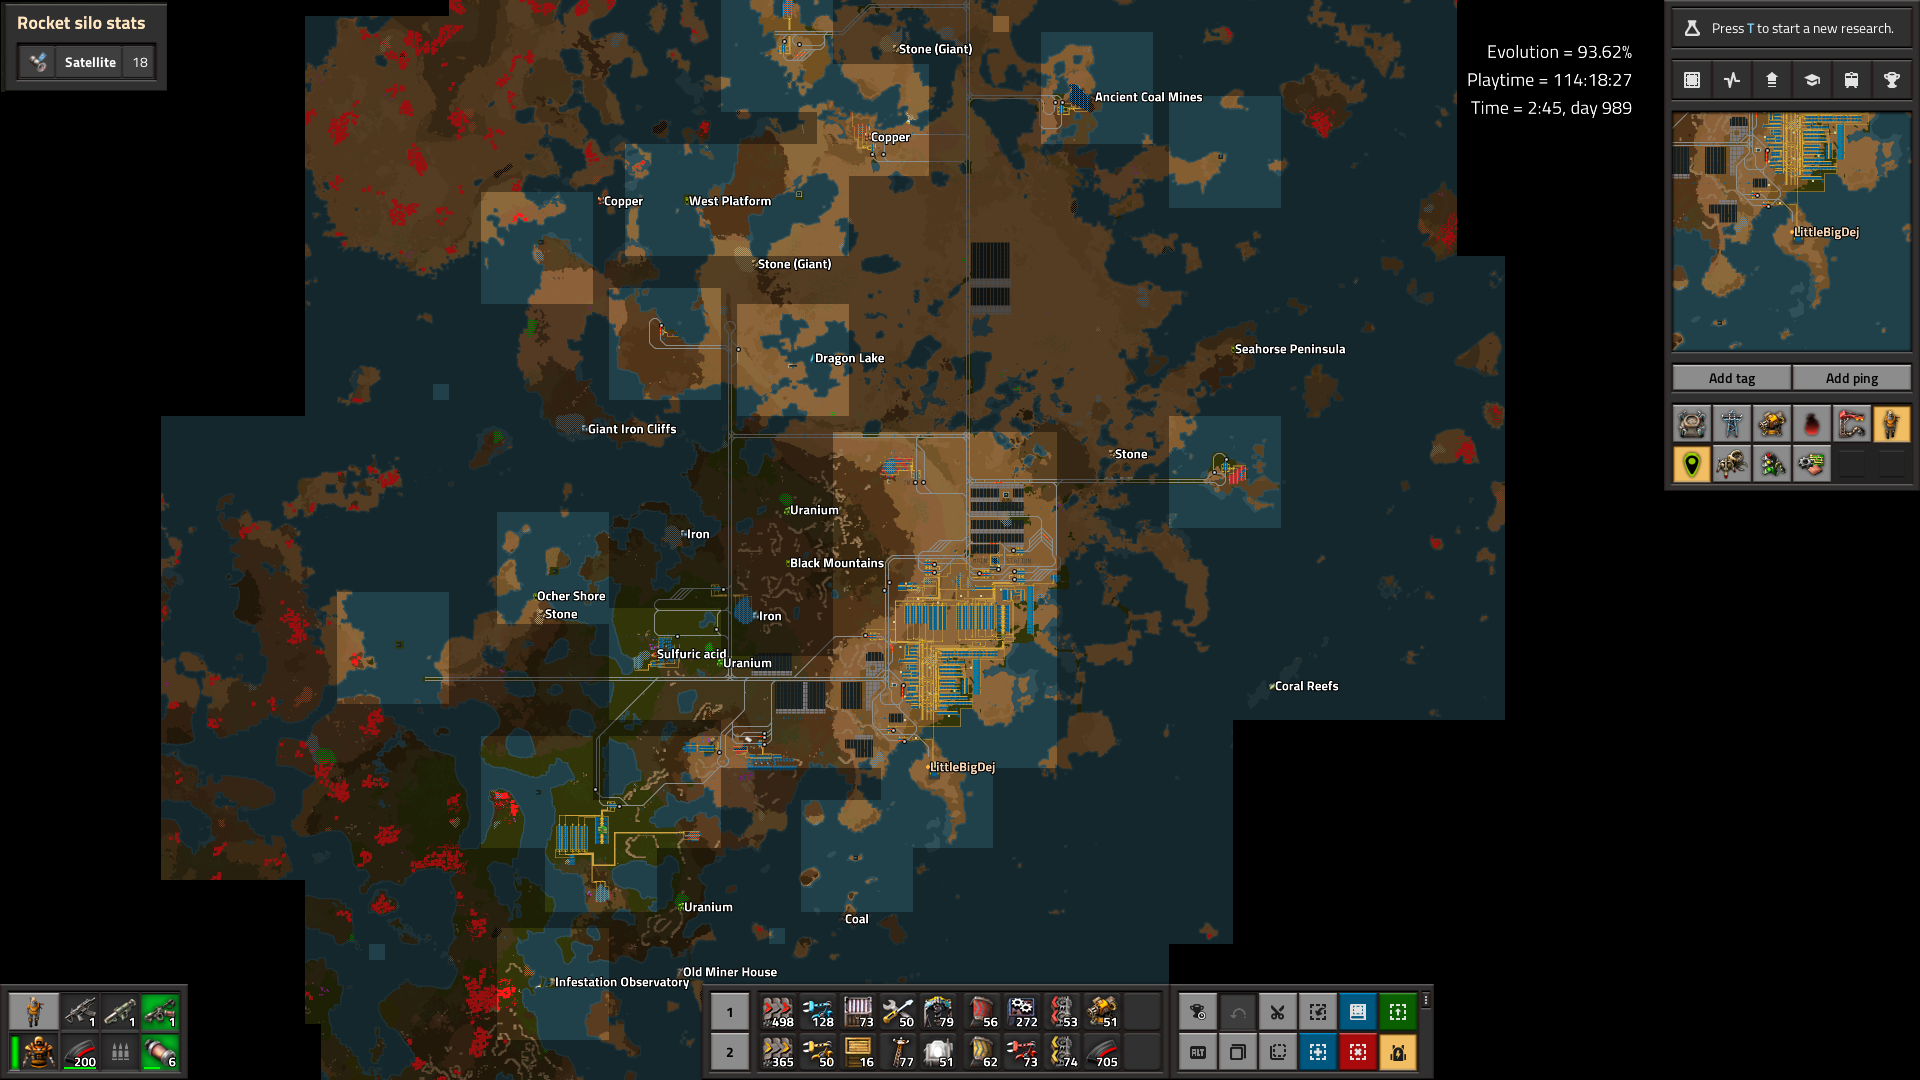 Rocket silo stats
Satellite 18
Evolution = 93.62%
Playtime = 114:18:27
Time = 2:45, day 989
Press T to start a new research.
LittleBigDej
Add tag
Add ping
Stone (Giant)
Ancient Coal Mines
Copper
Copper
West Platform
Stone (Giant)
Seahorse Peninsula
Dragon Lake
Giant Iron Cliffs
Stone
Uranium
Iron
Black Mountains
Ocher Shore
Stone
Iron
Sulfuric acid
Uranium
Coral Reefs
LittleBigDej
Uranium
Coal
Old Miner House
Infestation Observatory
1 1 1
200 6
1 498 128 73 50 79 56 272 53 51
2 365 50 16 77 51 62 73 74 705
ALT